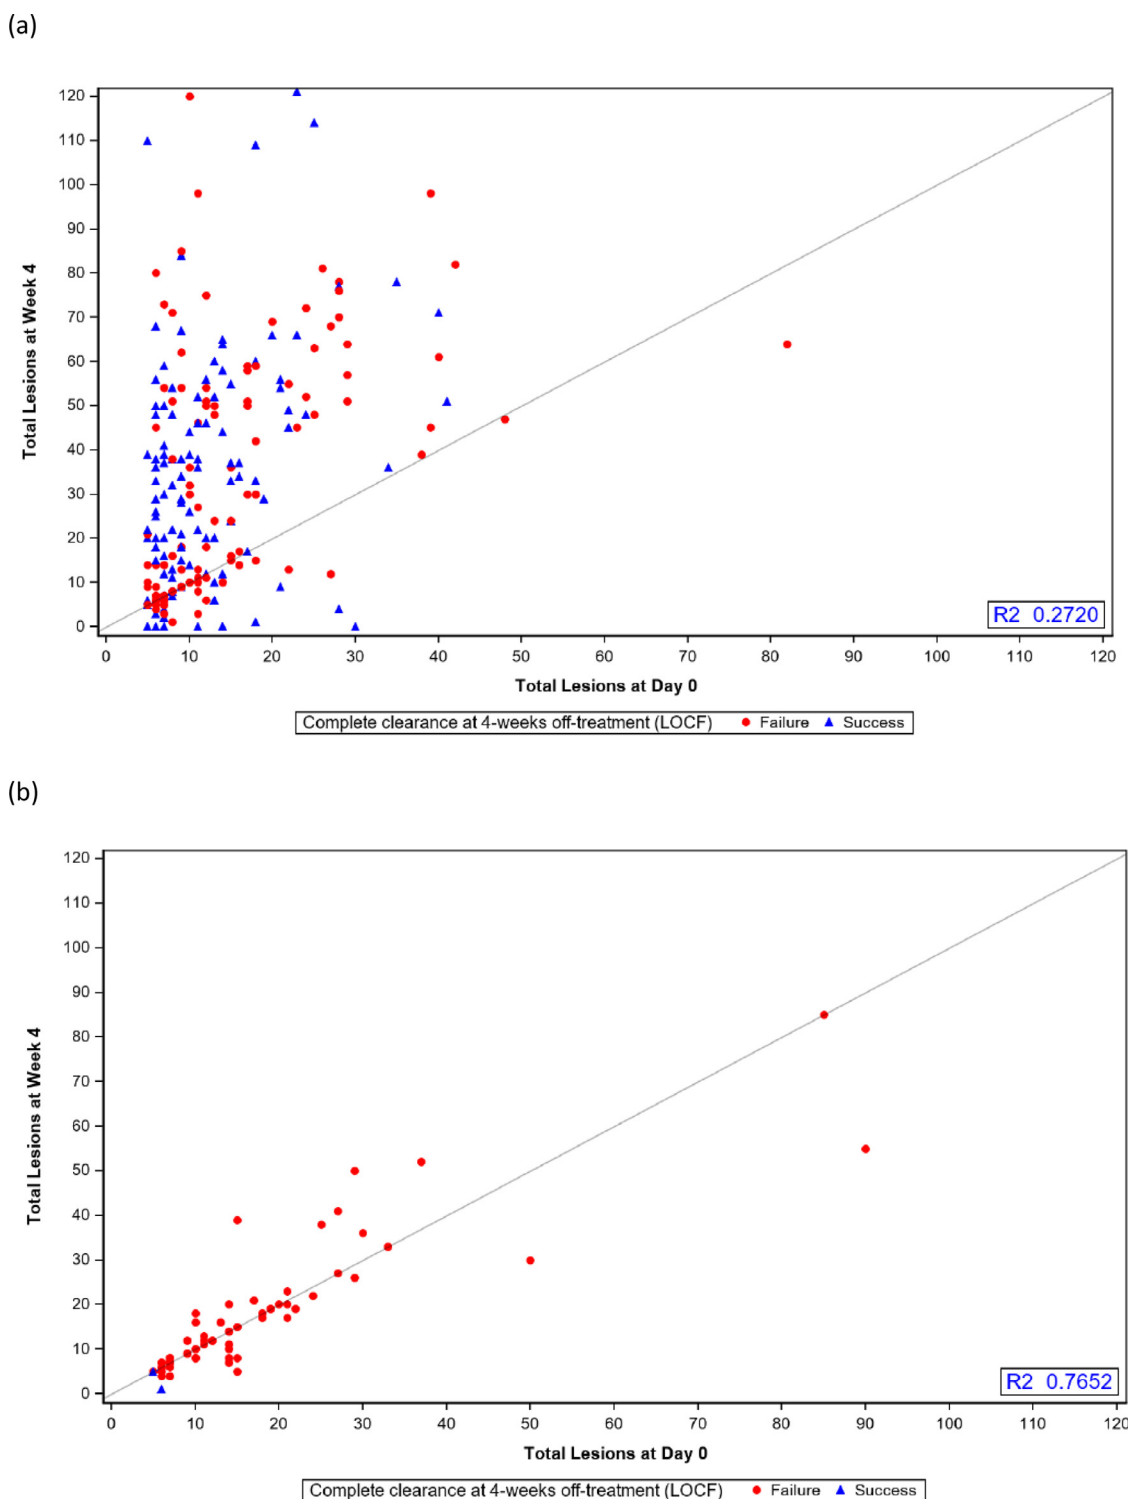 (a)
120
110
100
90
80
70
60
50
40
30
20
10
0
Total Lesions at Week 4
R2 0.2720
0 10 20 30 40 50 60 70 80 90 100 110 120
Total Lesions at Day 0
Complete clearance at 4-weeks off-treatment (LOCF) Failure Success
(b)
120
110
100
90
80
70
60
50
40
30
20
10
0
Total Lesions at Week 4
R2 0.7652
0 10 20 30 40 50 60 70 80 90 100 110 120
Total Lesions at Day 0
Complete clearance at 4-weeks off-treatment (LOCF) Failure Success